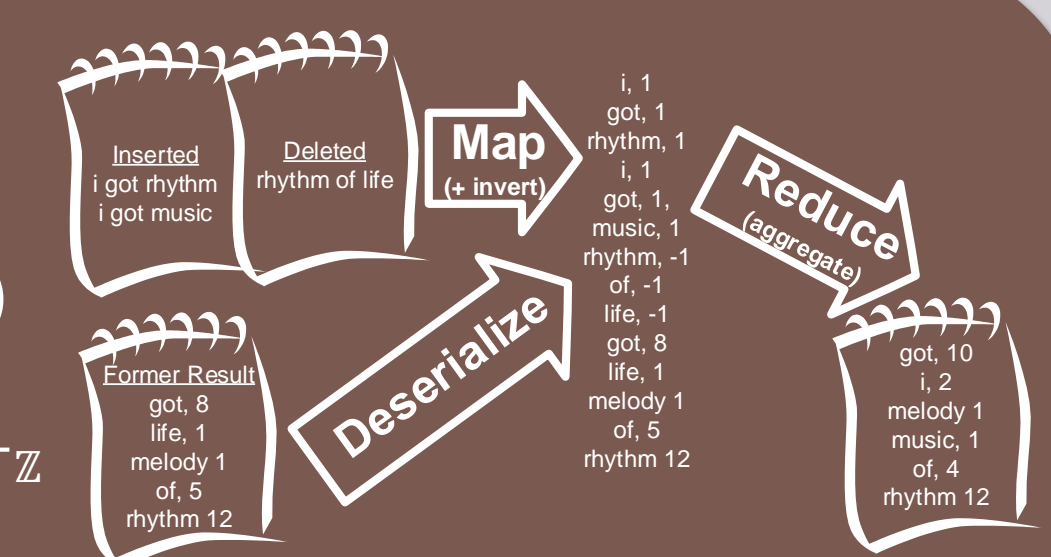 Inserted
i got rhythm
i got music
Deleted
rhythm of life
Map
(+ invert)
Former Result
got, 8
life, 1
melody 1
of, 5
rhythm 12
Deserialize
i, 1
got, 1
rhythm, 1
i, 1
got, 1,
music, 1
rhythm, -1
of, -1
life, -1
got, 8
life, 1
melody 1
of, 5
rhythm 12
Reduce
(aggregate)
got, 10
i, 2
melody 1
music, 1
of, 4
rhythm 12
ℤ